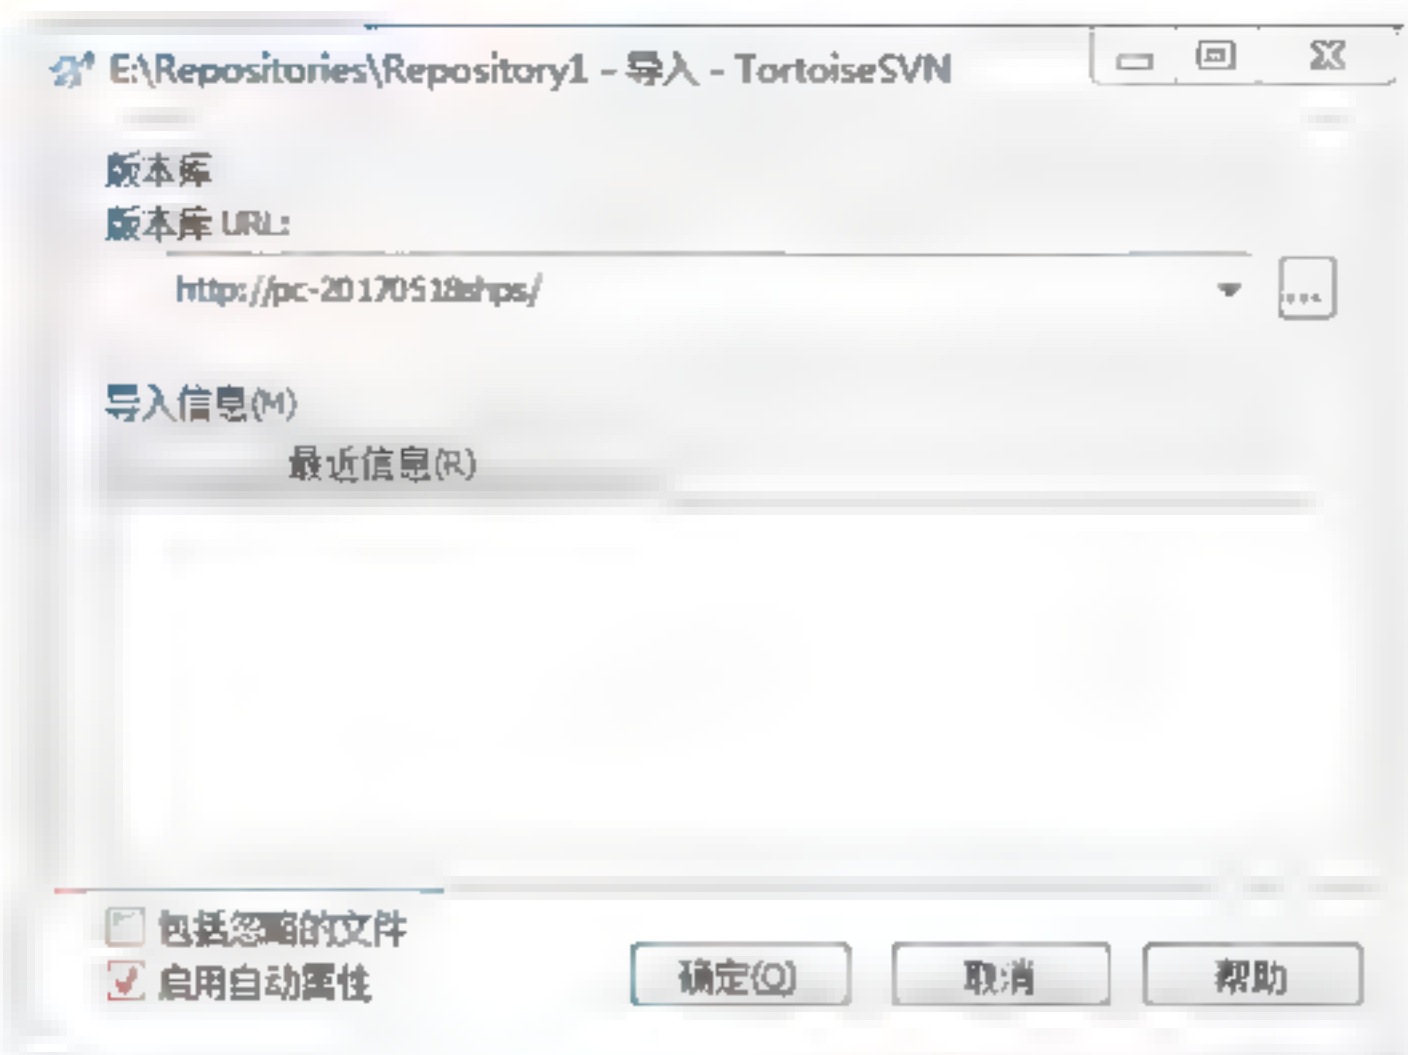 E:\Repositories\Repository1 - 导入 - TortoiseSVN
版本库
版本库 URL:
http://pc-20170518shps/
导入信息(M)
最近信息(R)
包括忽略的文件
启用自动属性
确定(O)
取消
帮助